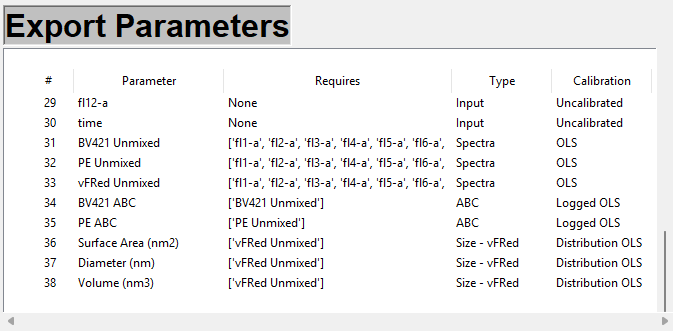 Export Parameters
# Parameter Requires Type Calibration
29 fl12-a None Input Uncalibrated
30 time None Input Uncalibrated
31 BV421 Unmixed ['fl1-a', 'fl2-a', 'fl3-a', 'fl4-a', 'fl5-a', 'fl6-a', Spectra OLS
32 PE Unmixed ['fl1-a', 'fl2-a', 'fl3-a', 'fl4-a', 'fl5-a', 'fl6-a', Spectra OLS
33 vFRed Unmixed ['fl1-a', 'fl2-a', 'fl3-a', 'fl4-a', 'fl5-a', 'fl6-a', Spectra OLS
34 BV421 ABC ['BV421 Unmixed'] ABC Logged OLS
35 PE ABC ['PE Unmixed'] ABC Logged OLS
36 Surface Area (nm2) ['vFRed Unmixed'] Size - vFRed Distribution OLS
37 Diameter (nm) ['vFRed Unmixed'] Size - vFRed Distribution OLS
38 Volume (nm3) ['vFRed Unmixed'] Size - vFRed Distribution OLS